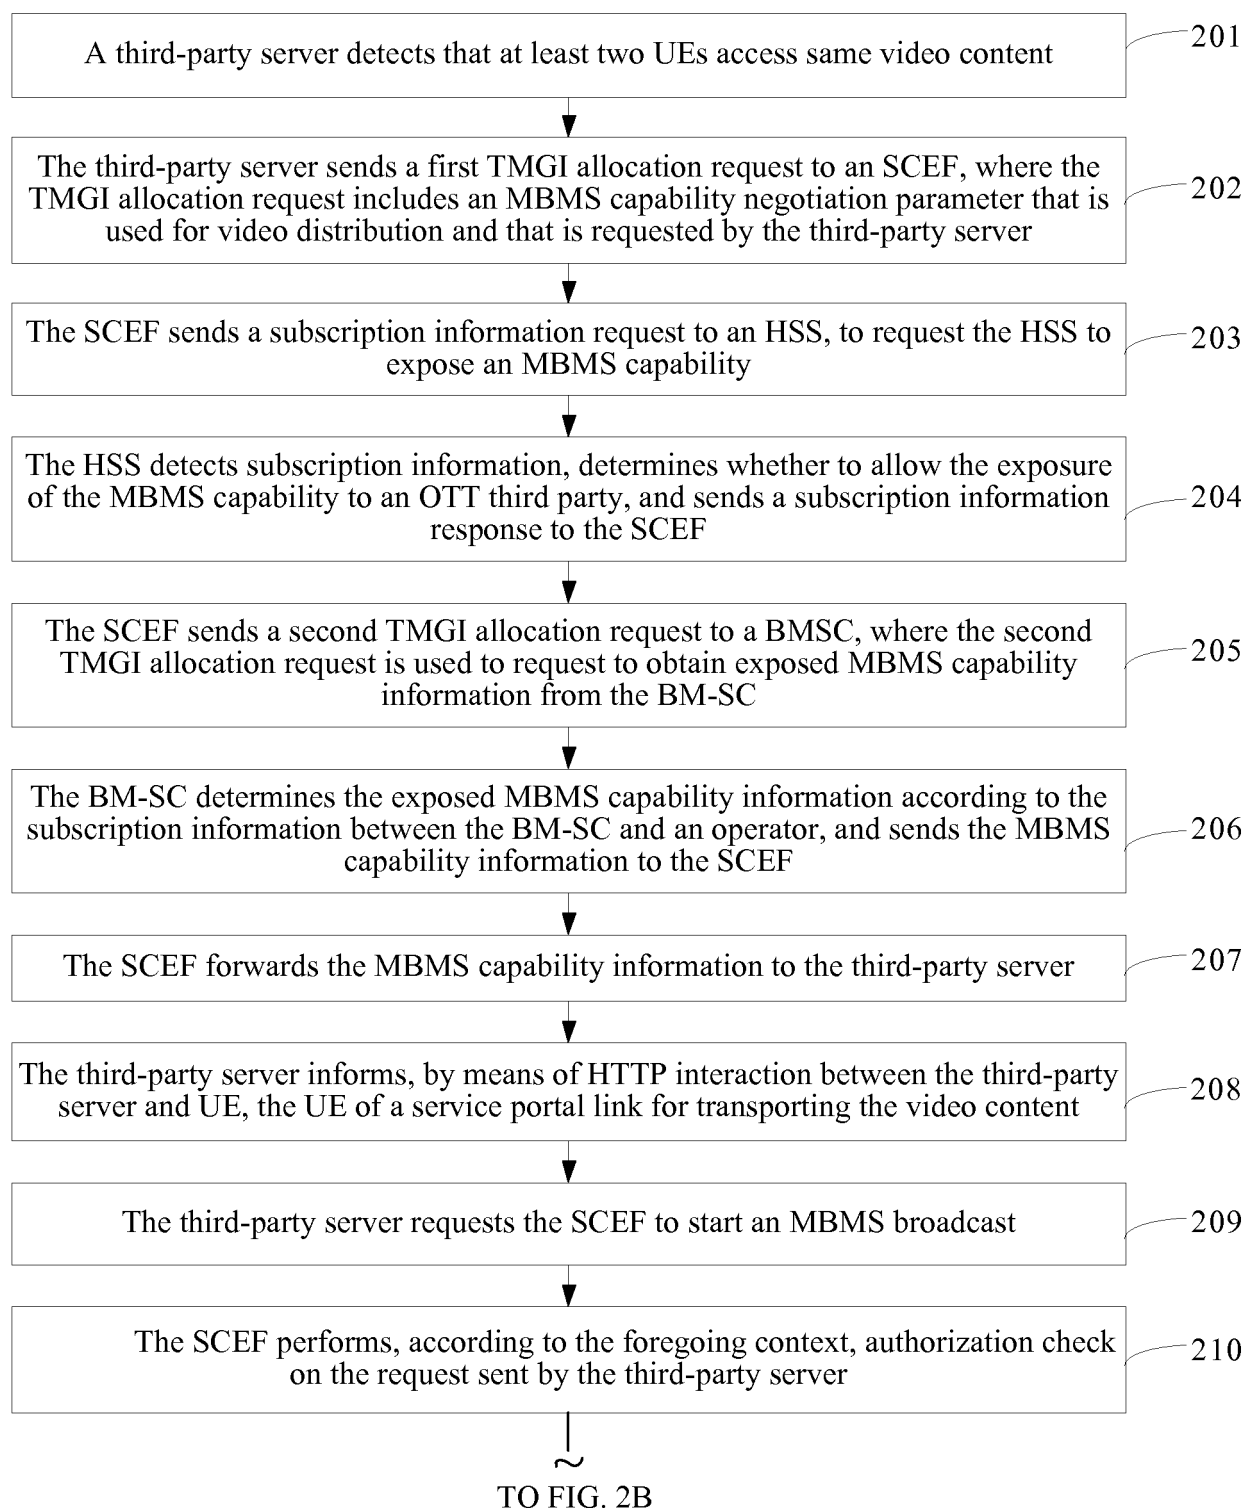 A third-party server detects that at least two UEs access same video content
201
The third-party server sends a first TMGI allocation request to an SCEF, where the
TMGI allocation request includes an MBMS capability negotiation parameter that is
used for video distribution and that is requested by the third-party server
202
The SCEF sends a subscription information request to an HSS, to request the HSS to
expose an MBMS capability
203
The HSS detects subscription information, determines whether to allow the exposure
of the MBMS capability to an OTT third party, and sends a subscription information
response to the SCEF
204
The SCEF sends a second TMGI allocation request to a BMSC, where the second
TMGI allocation request is used to request to obtain exposed MBMS capability
information from the BM-SC
205
The BM-SC determines the exposed MBMS capability information according to the
subscription information between the BM-SC and an operator, and sends the MBMS
capability information to the SCEF
206
The SCEF forwards the MBMS capability information to the third-party server
207
The third-party server informs, by means of HTTP interaction between the third-party
server and UE, the UE of a service portal link for transporting the video content
208
The third-party server requests the SCEF to start an MBMS broadcast
209
The SCEF performs, according to the foregoing context, authorization check
on the request sent by the third-party server
210
TO FIG. 2B